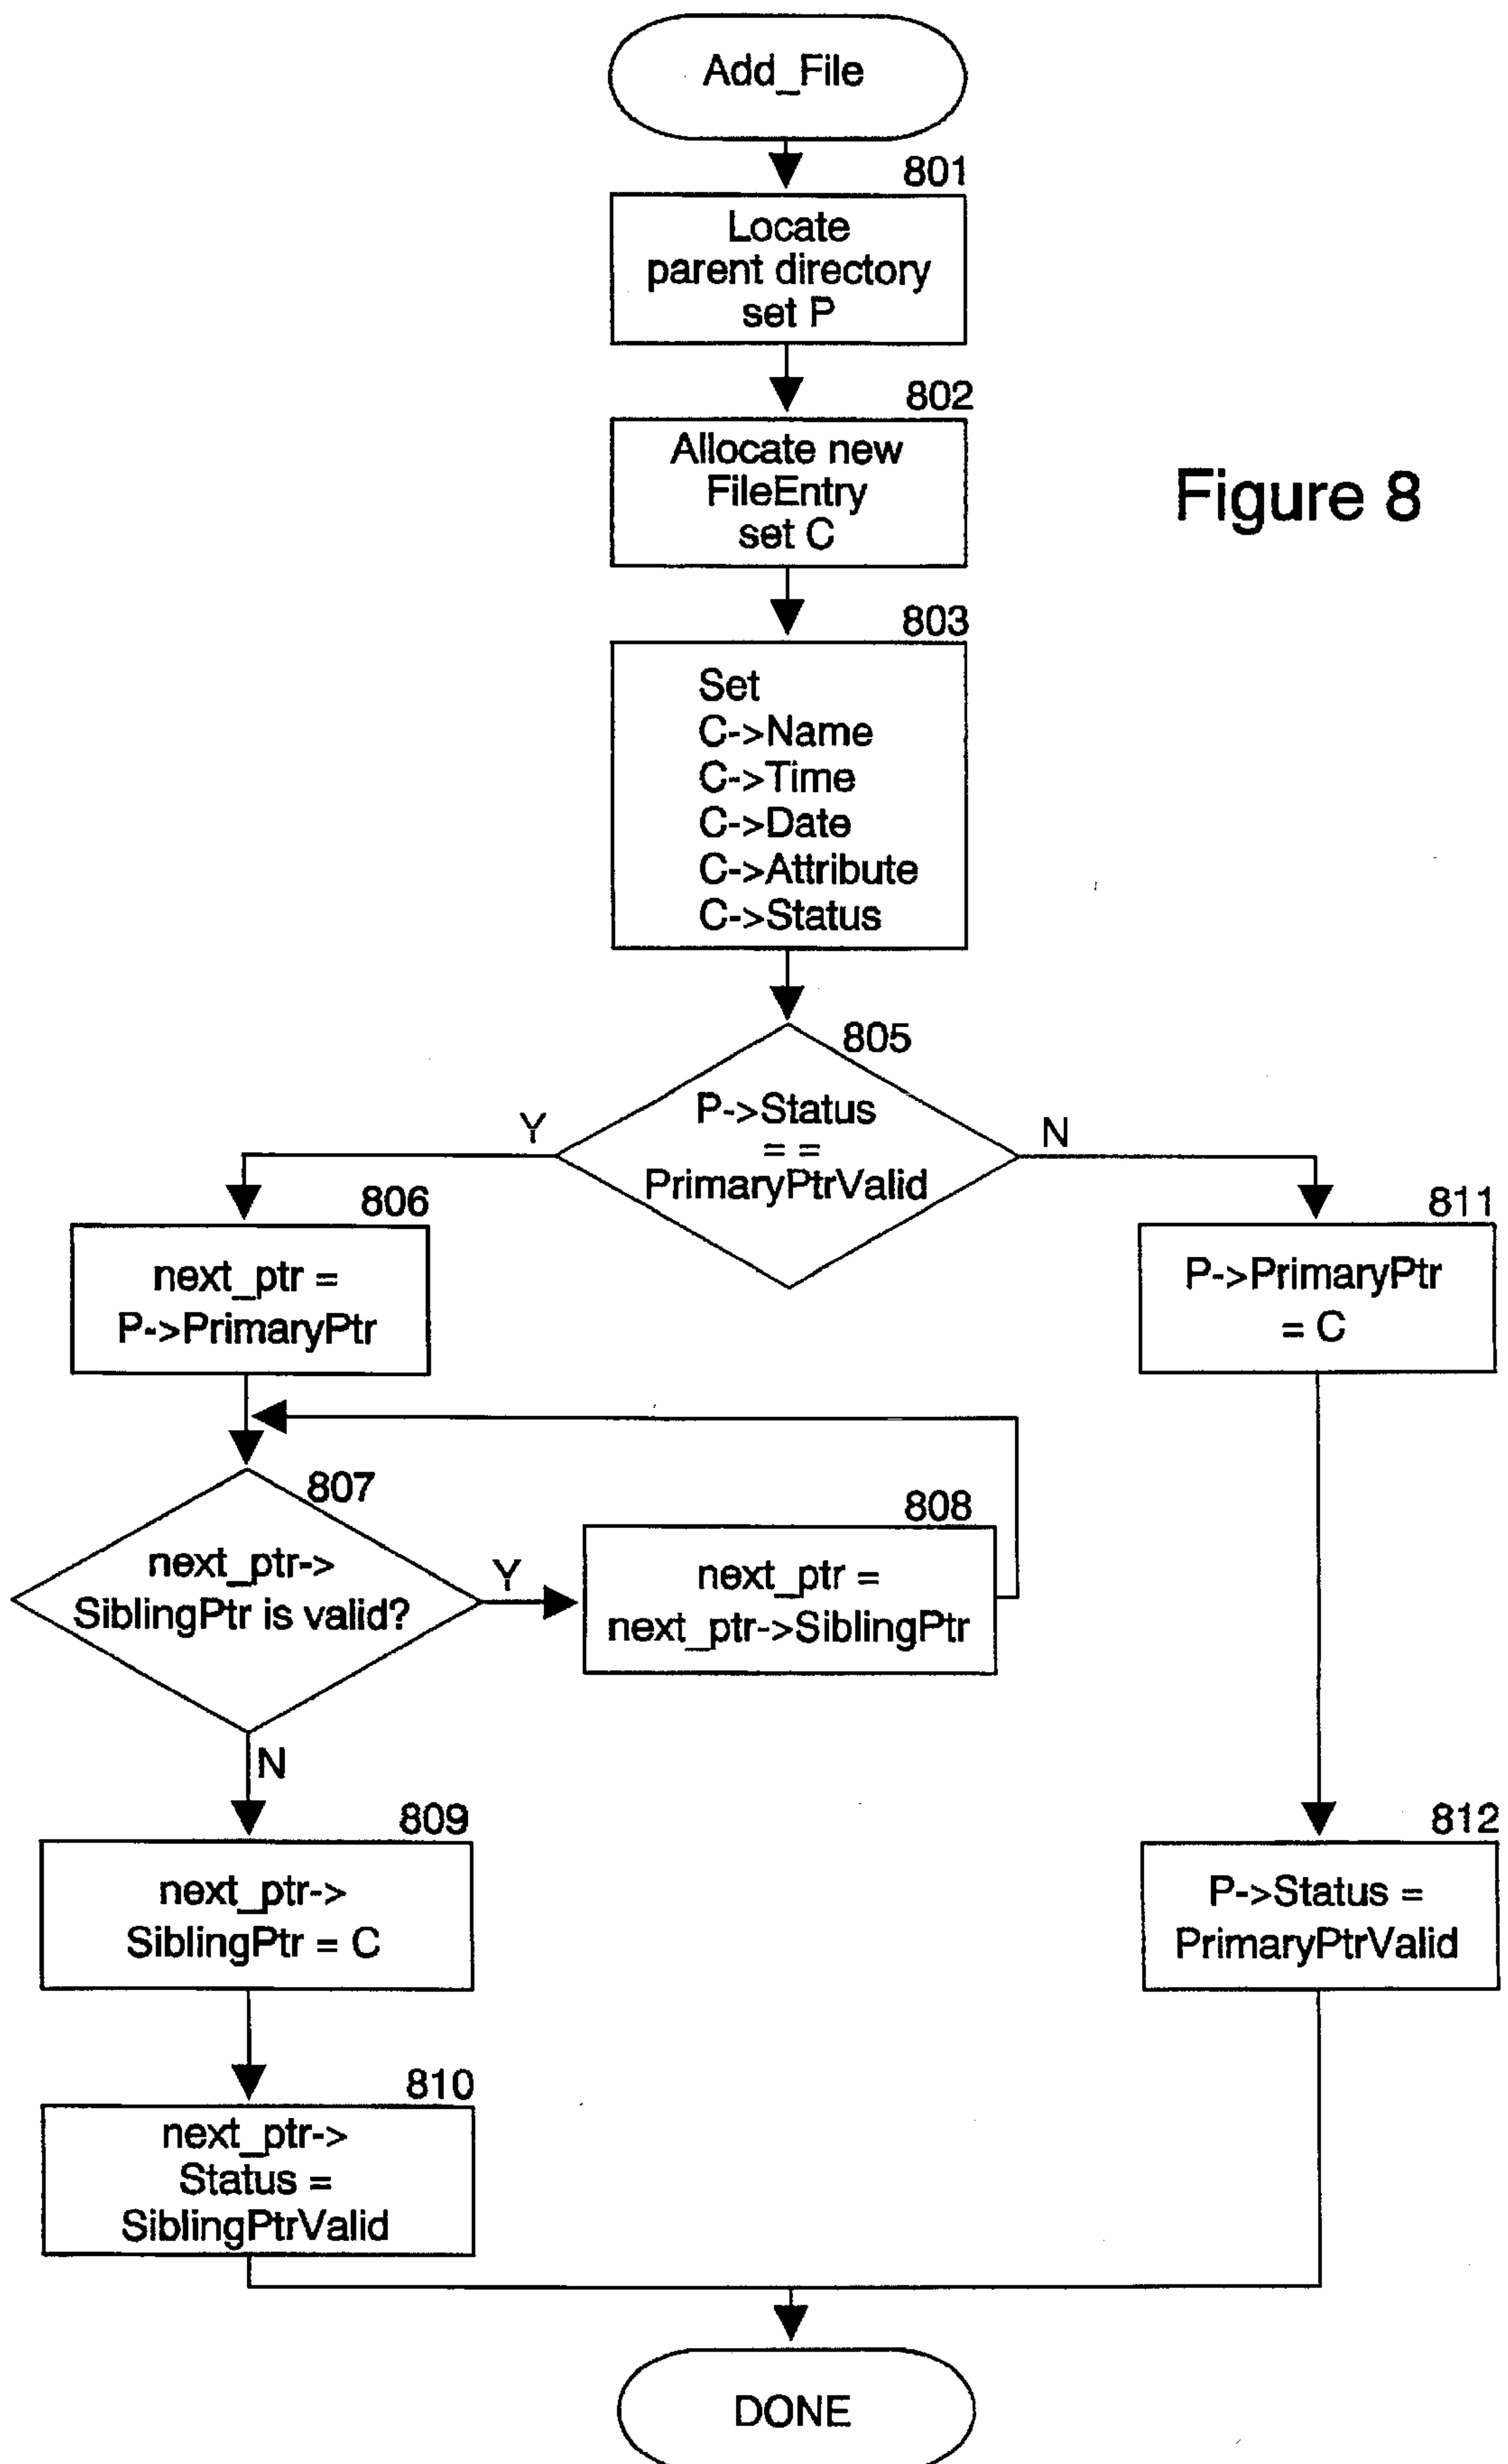 Add_File
801
Locate
parent directory
set P
802
Allocate new
FileEntry
set C
Figure 8
803
Set
C->Name
C->Time
C->Date
C->Attribute
C->Status
805
P->Status
= =
PrimaryPtrValid
Y
N
806
next_ptr =
P->PrimaryPtr
811
P->PrimaryPtr
= C
807
next_ptr->
SiblingPtr is valid?
Y
808
next_ptr =
next_ptr->SiblingPtr
N
809
next_ptr->
SiblingPtr = C
812
P->Status =
PrimaryPtrValid
810
next_ptr->
Status =
SiblingPtrValid
DONE